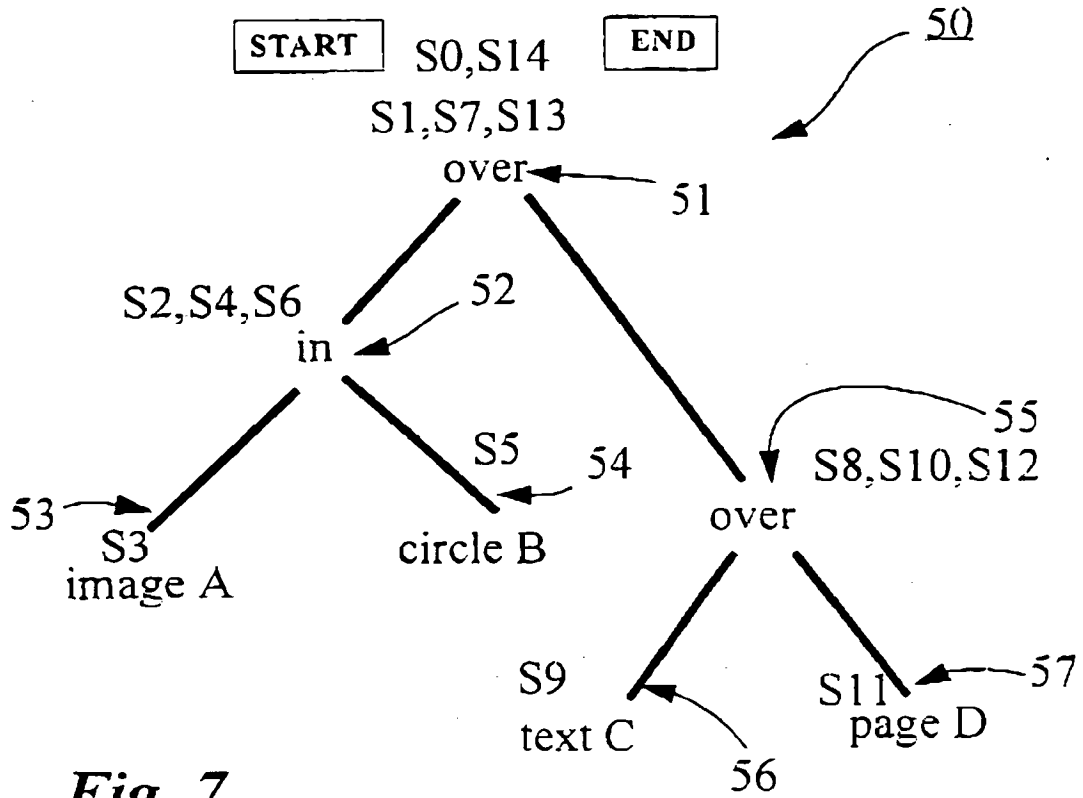 START S0,S14 END 50
S1,S7,S13
over 51
S2,S4,S6 52
in
55
S5 54 S8,S10,S12
53 over
S3 circle B
image A
S9 S11 57
text C page D
56
Fig. 7